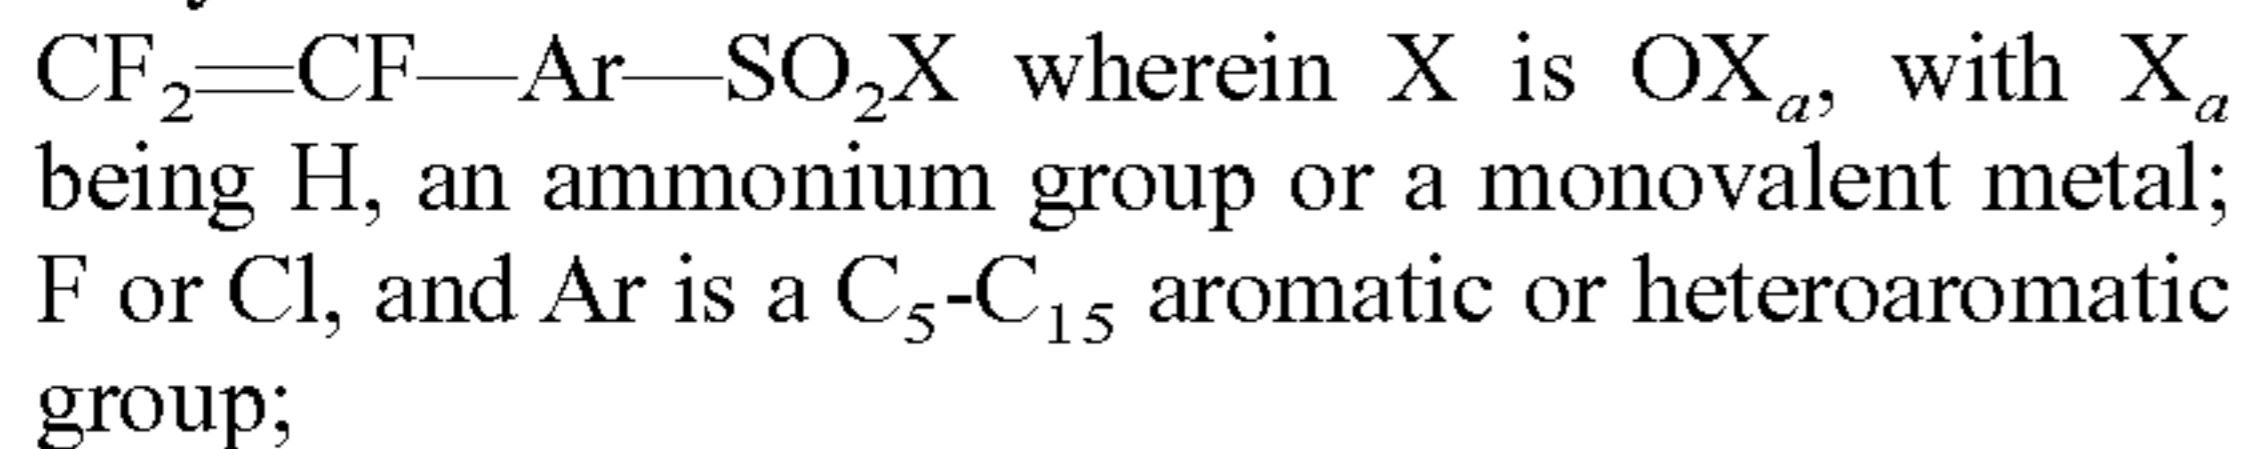 CF₂=CF—Ar—SO₂X wherein X is OXₐ, with Xₐ
being H, an ammonium group or a monovalent metal;
F or Cl, and Ar is a C₅-C₁₅ aromatic or heteroaromatic
group;